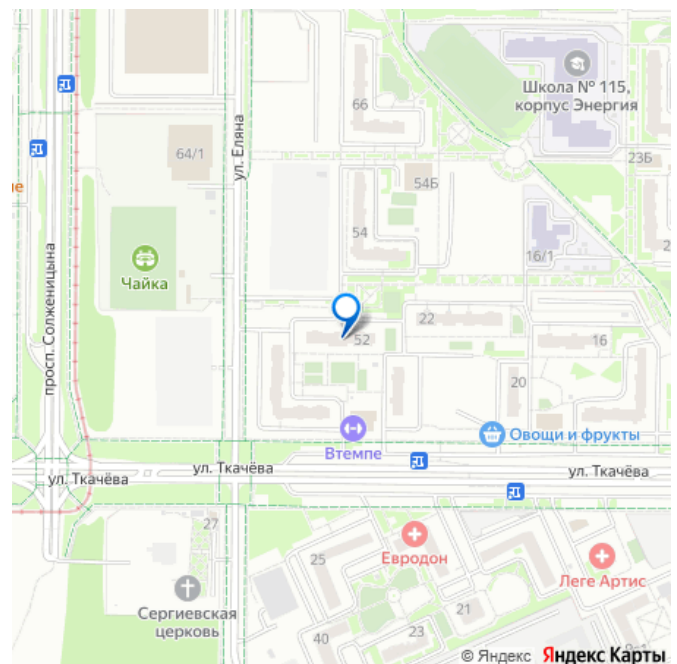 66
Школа № 115,
корпус Энергия
ул. Еляна
64/1
23Б
54Б
54
16/1
Чайка
просп. Солженицына
22
52
16
20
Овощи и фрукты
Втемпе
ул. Ткачёва
ул. Ткачёва
ул. Ткачёва
27
25
Евродон
Леге Артис
Сергиевская
церковь
21
23
40
© Яндекс Яндекс Карты